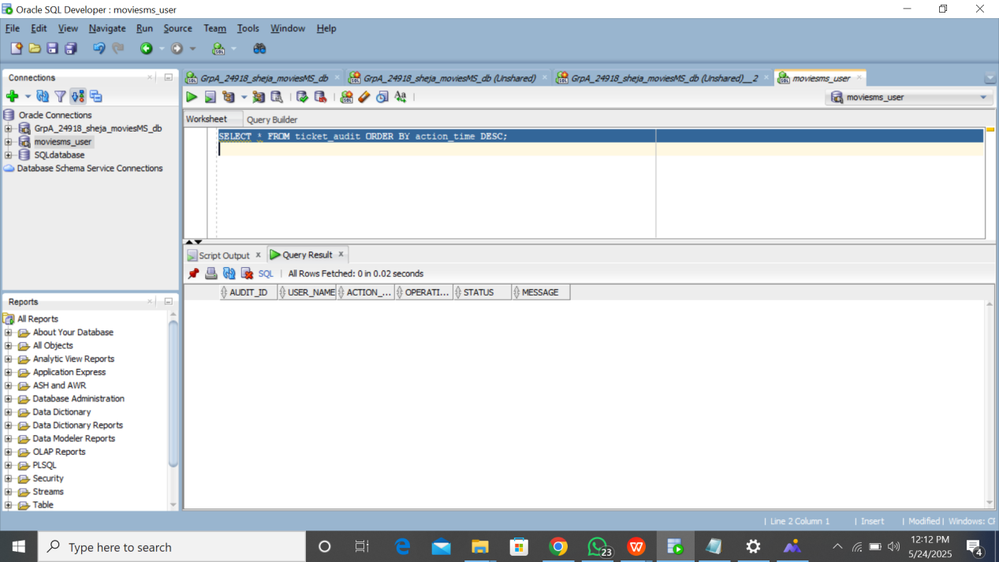 Oracle SQL Developer : moviesms_user
File Edit View Navigate Run Source Team Tools Window Help
Connections
Oracle Connections
GrpA_24918_sheja_moviesMS_db
moviesms_user
SQLdatabase
Database Schema Service Connections
GrpA_24918_sheja_moviesMS_db GrpA_24918_sheja_moviesMS_db (Unshared) GrpA_24918_sheja_moviesMS_db (Unshared)__2 moviesms_user
moviesms_user
Worksheet Query Builder
SELECT * FROM ticket_audit ORDER BY action_time DESC;
Script Output Query Result
SQL | All Rows Fetched: 0 in 0.02 seconds
AUDIT_ID USER_NAME ACTION_... OPERATI... STATUS MESSAGE
Reports
All Reports
About Your Database
All Objects
Analytic View Reports
Application Express
ASH and AWR
Database Administration
Data Dictionary
Data Dictionary Reports
Data Modeler Reports
OLAP Reports
PLSQL
Security
Streams
Table
| Line 2 Column 1 | Insert | Modified | Windows: C
Type here to search
23
12:12 PM
5/24/2025
4